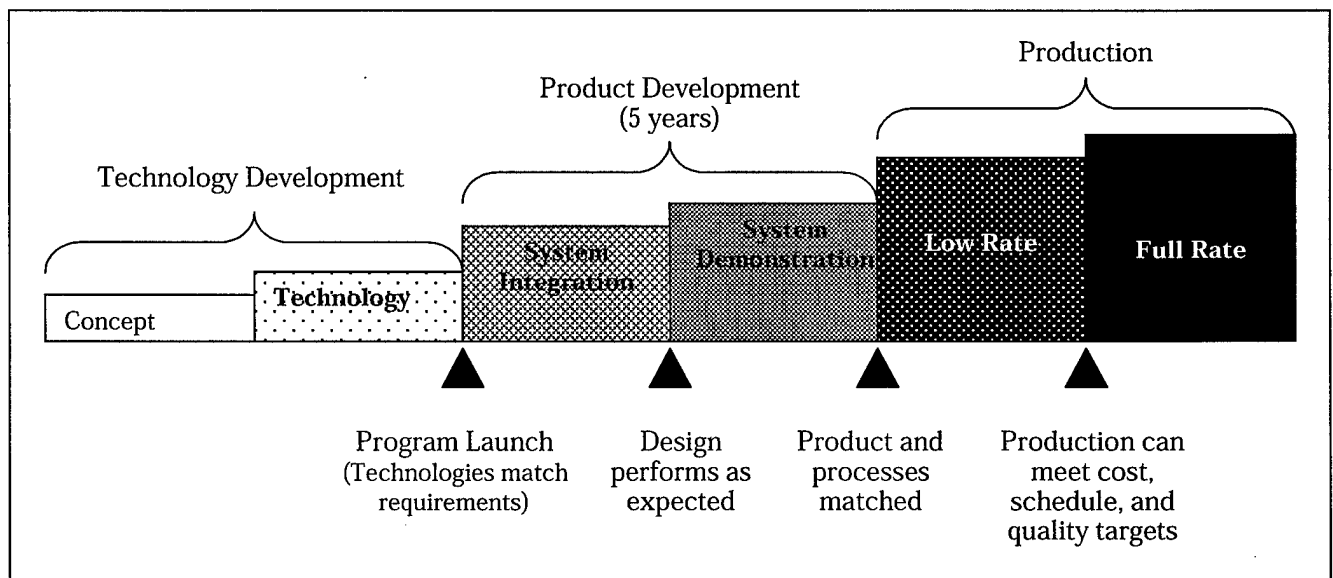 Production
Product Development
(5 years)
Technology Development
Concept
Technology
System
Integration
System
Demonstration
Low Rate
Full Rate
Program Launch
(Technologies match
requirements)
Design
performs as
expected
Product and
processes
matched
Production can
meet cost,
schedule, and
quality targets